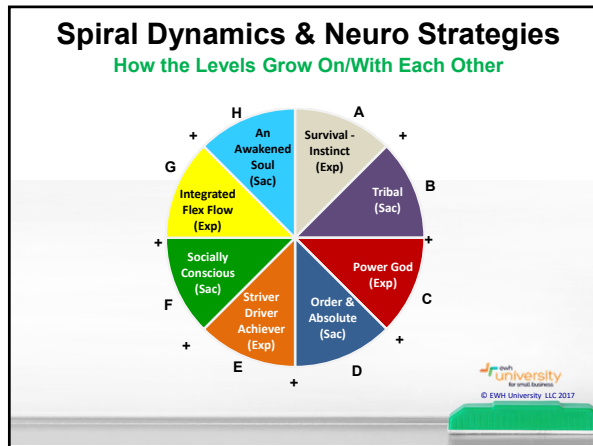 Spiral Dynamics & Neuro Strategies
How the Levels Grow On/With Each Other
A
Survival -
Instinct
(Exp)
+
B
Tribal
(Sac)
+
C
Power God
(Exp)
+
D
Order &
Absolute
(Sac)
+
E
Striver
Driver
Achiever
(Exp)
+
F
Socially
Conscious
(Sac)
+
G
Integrated
Flex Flow
(Exp)
+
H
An
Awakened
Soul
(Sac)
ewh
university
for small business.
© EWH University LLC 2017